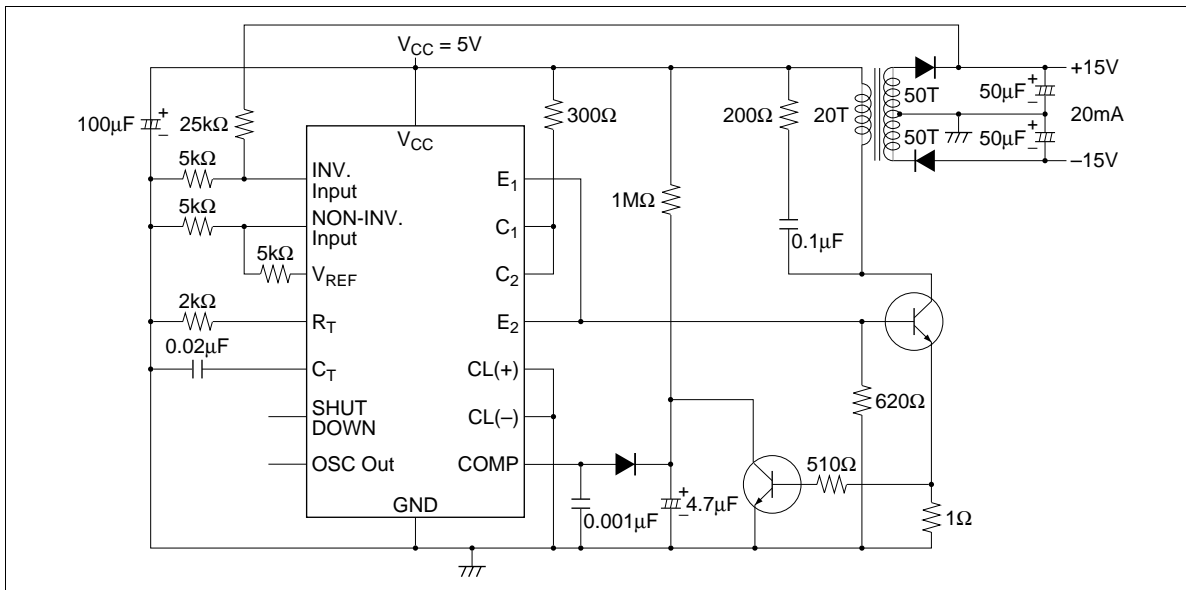 V_CC = 5V
+15V
100μF
+
–
25kΩ
300Ω
200Ω
20T
50T
50T
50μF
+
–
20mA
50μF
+
–
–15V
V_CC
5kΩ
INV.
Input
E_1
5kΩ
NON-INV.
Input
C_1
1MΩ
0.1μF
5kΩ
V_REF
C_2
2kΩ
R_T
E_2
0.02μF
C_T
CL(+)
SHUT
DOWN
CL(–)
620Ω
OSC Out
COMP
510Ω
GND
0.001μF
+
–
4.7μF
1Ω